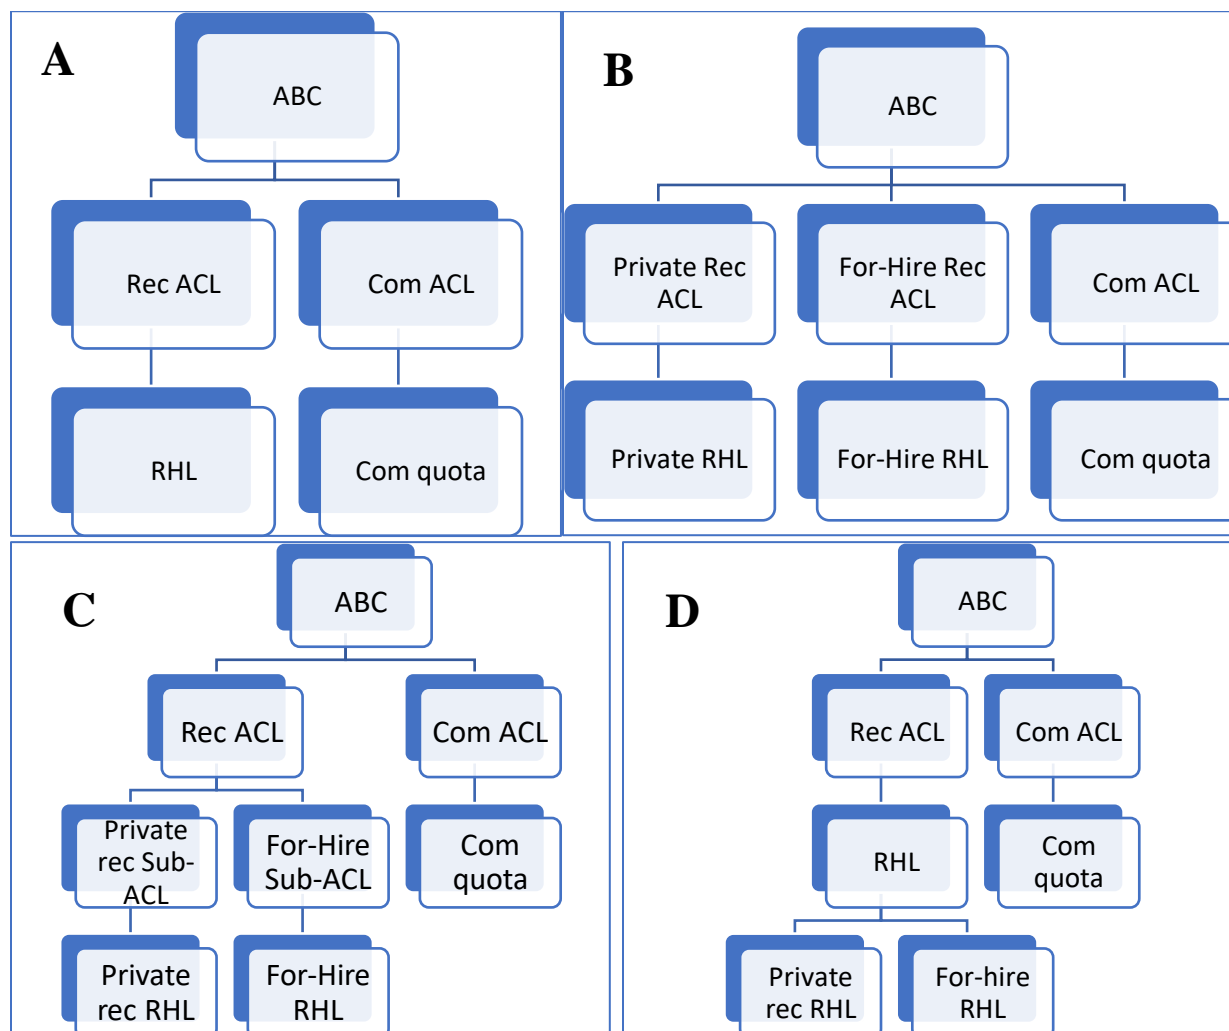 A
ABC
Rec ACL
Com ACL
RHL
Com quota
B
ABC
Private Rec
ACL
For-Hire Rec
ACL
Com ACL
Private RHL
For-Hire RHL
Com quota
C
ABC
Rec ACL
Com ACL
Private
rec Sub-
ACL
For-Hire
Sub-ACL
Com
quota
Private
rec RHL
For-Hire
RHL
D
ABC
Rec ACL
Com ACL
RHL
Com
quota
Private
rec RHL
For-hire
RHL